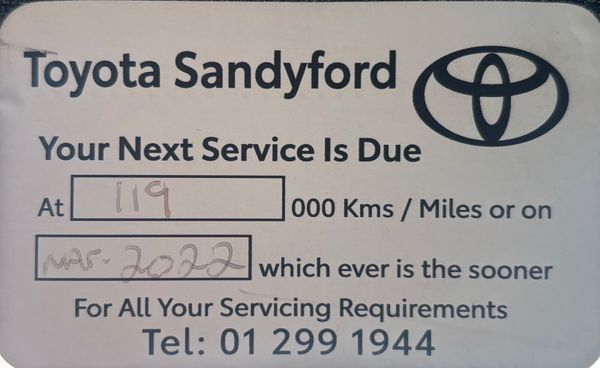 Toyota Sandyford
Your Next Service Is Due
At 119 000 Kms / Miles or on
Mar. 2022 which ever is the sooner
For All Your Servicing Requirements
Tel: 01 299 1944